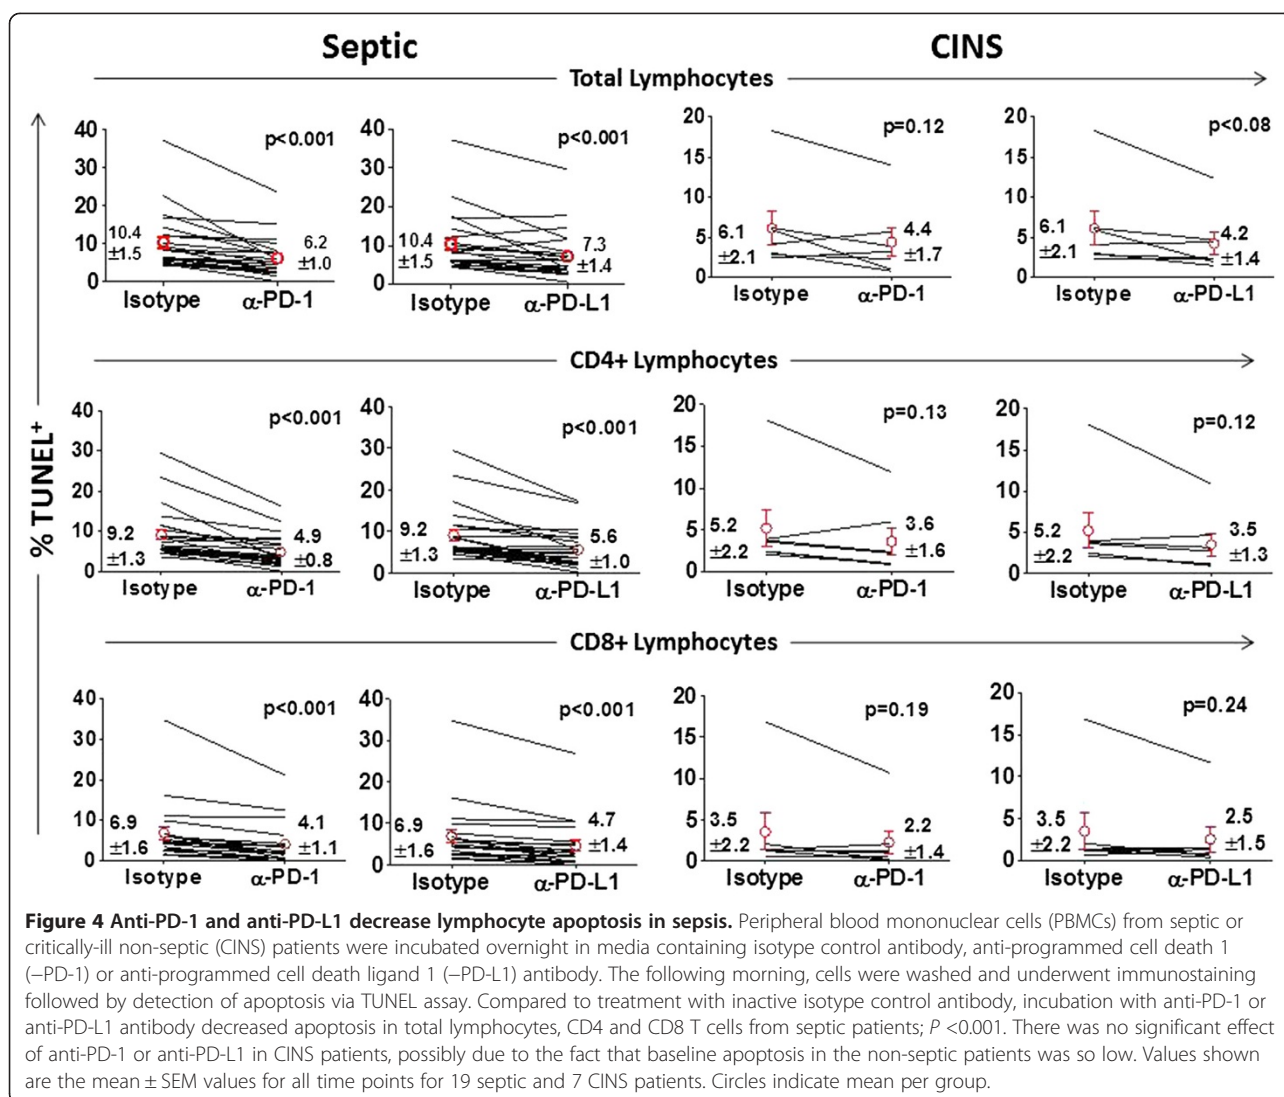 Septic
CINS
Total Lymphocytes
% TUNEL+
40
30
20
10
0
p<0.001
10.4
±1.5
6.2
±1.0
Isotype α-PD-1
40
30
20
10
0
p<0.001
10.4
±1.5
7.3
±1.4
Isotype α-PD-L1
20
15
10
5
0
p=0.12
6.1
±2.1
4.4
±1.7
Isotype α-PD-1
20
15
10
5
0
p<0.08
6.1
±2.1
4.2
±1.4
Isotype α-PD-L1
CD4+ Lymphocytes
40
30
20
10
0
p<0.001
9.2
±1.3
4.9
±0.8
Isotype α-PD-1
40
30
20
10
0
p<0.001
9.2
±1.3
5.6
±1.0
Isotype α-PD-L1
20
15
10
5
0
p=0.13
5.2
±2.2
3.6
±1.6
Isotype α-PD-1
20
15
10
5
0
p=0.12
5.2
±2.2
3.5
±1.3
Isotype α-PD-L1
CD8+ Lymphocytes
40
30
20
10
0
p<0.001
6.9
±1.6
4.1
±1.1
Isotype α-PD-1
40
30
20
10
0
p<0.001
6.9
±1.6
4.7
±1.4
Isotype α-PD-L1
20
15
10
5
0
p=0.19
3.5
±2.2
2.2
±1.4
Isotype α-PD-1
20
15
10
5
0
p=0.24
3.5
±2.2
2.5
±1.5
Isotype α-PD-L1
Figure 4 Anti-PD-1 and anti-PD-L1 decrease lymphocyte apoptosis in sepsis. Peripheral blood mononuclear cells (PBMCs) from septic or
critically-ill non-septic (CINS) patients were incubated overnight in media containing isotype control antibody, anti-programmed cell death 1
(−PD-1) or anti-programmed cell death ligand 1 (−PD-L1) antibody. The following morning, cells were washed and underwent immunostaining
followed by detection of apoptosis via TUNEL assay. Compared to treatment with inactive isotype control antibody, incubation with anti-PD-1 or
anti-PD-L1 antibody decreased apoptosis in total lymphocytes, CD4 and CD8 T cells from septic patients; P <0.001. There was no significant effect
of anti-PD-1 or anti-PD-L1 in CINS patients, possibly due to the fact that baseline apoptosis in the non-septic patients was so low. Values shown
are the mean ± SEM values for all time points for 19 septic and 7 CINS patients. Circles indicate mean per group.